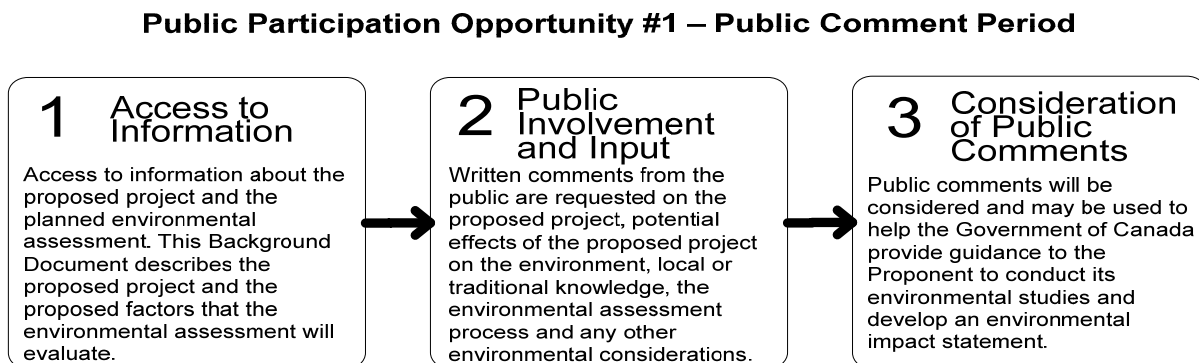 Public Participation Opportunity #1 – Public Comment Period
1 Access to
Information
Access to information about the
proposed project and the
planned environmental
assessment. This Background
Document describes the
proposed project and the
proposed factors that the
environmental assessment will
evaluate.
2 Public
Involvement
and Input
Written comments from the
public are requested on the
proposed project, potential
effects of the proposed project
on the environment, local or
traditional knowledge, the
environmental assessment
process and any other
environmental considerations.
3 Consideration
of Public
Comments
Public comments will be
considered and may be used to
help the Government of Canada
provide guidance to the
Proponent to conduct its
environmental studies and
develop an environmental
impact statement.